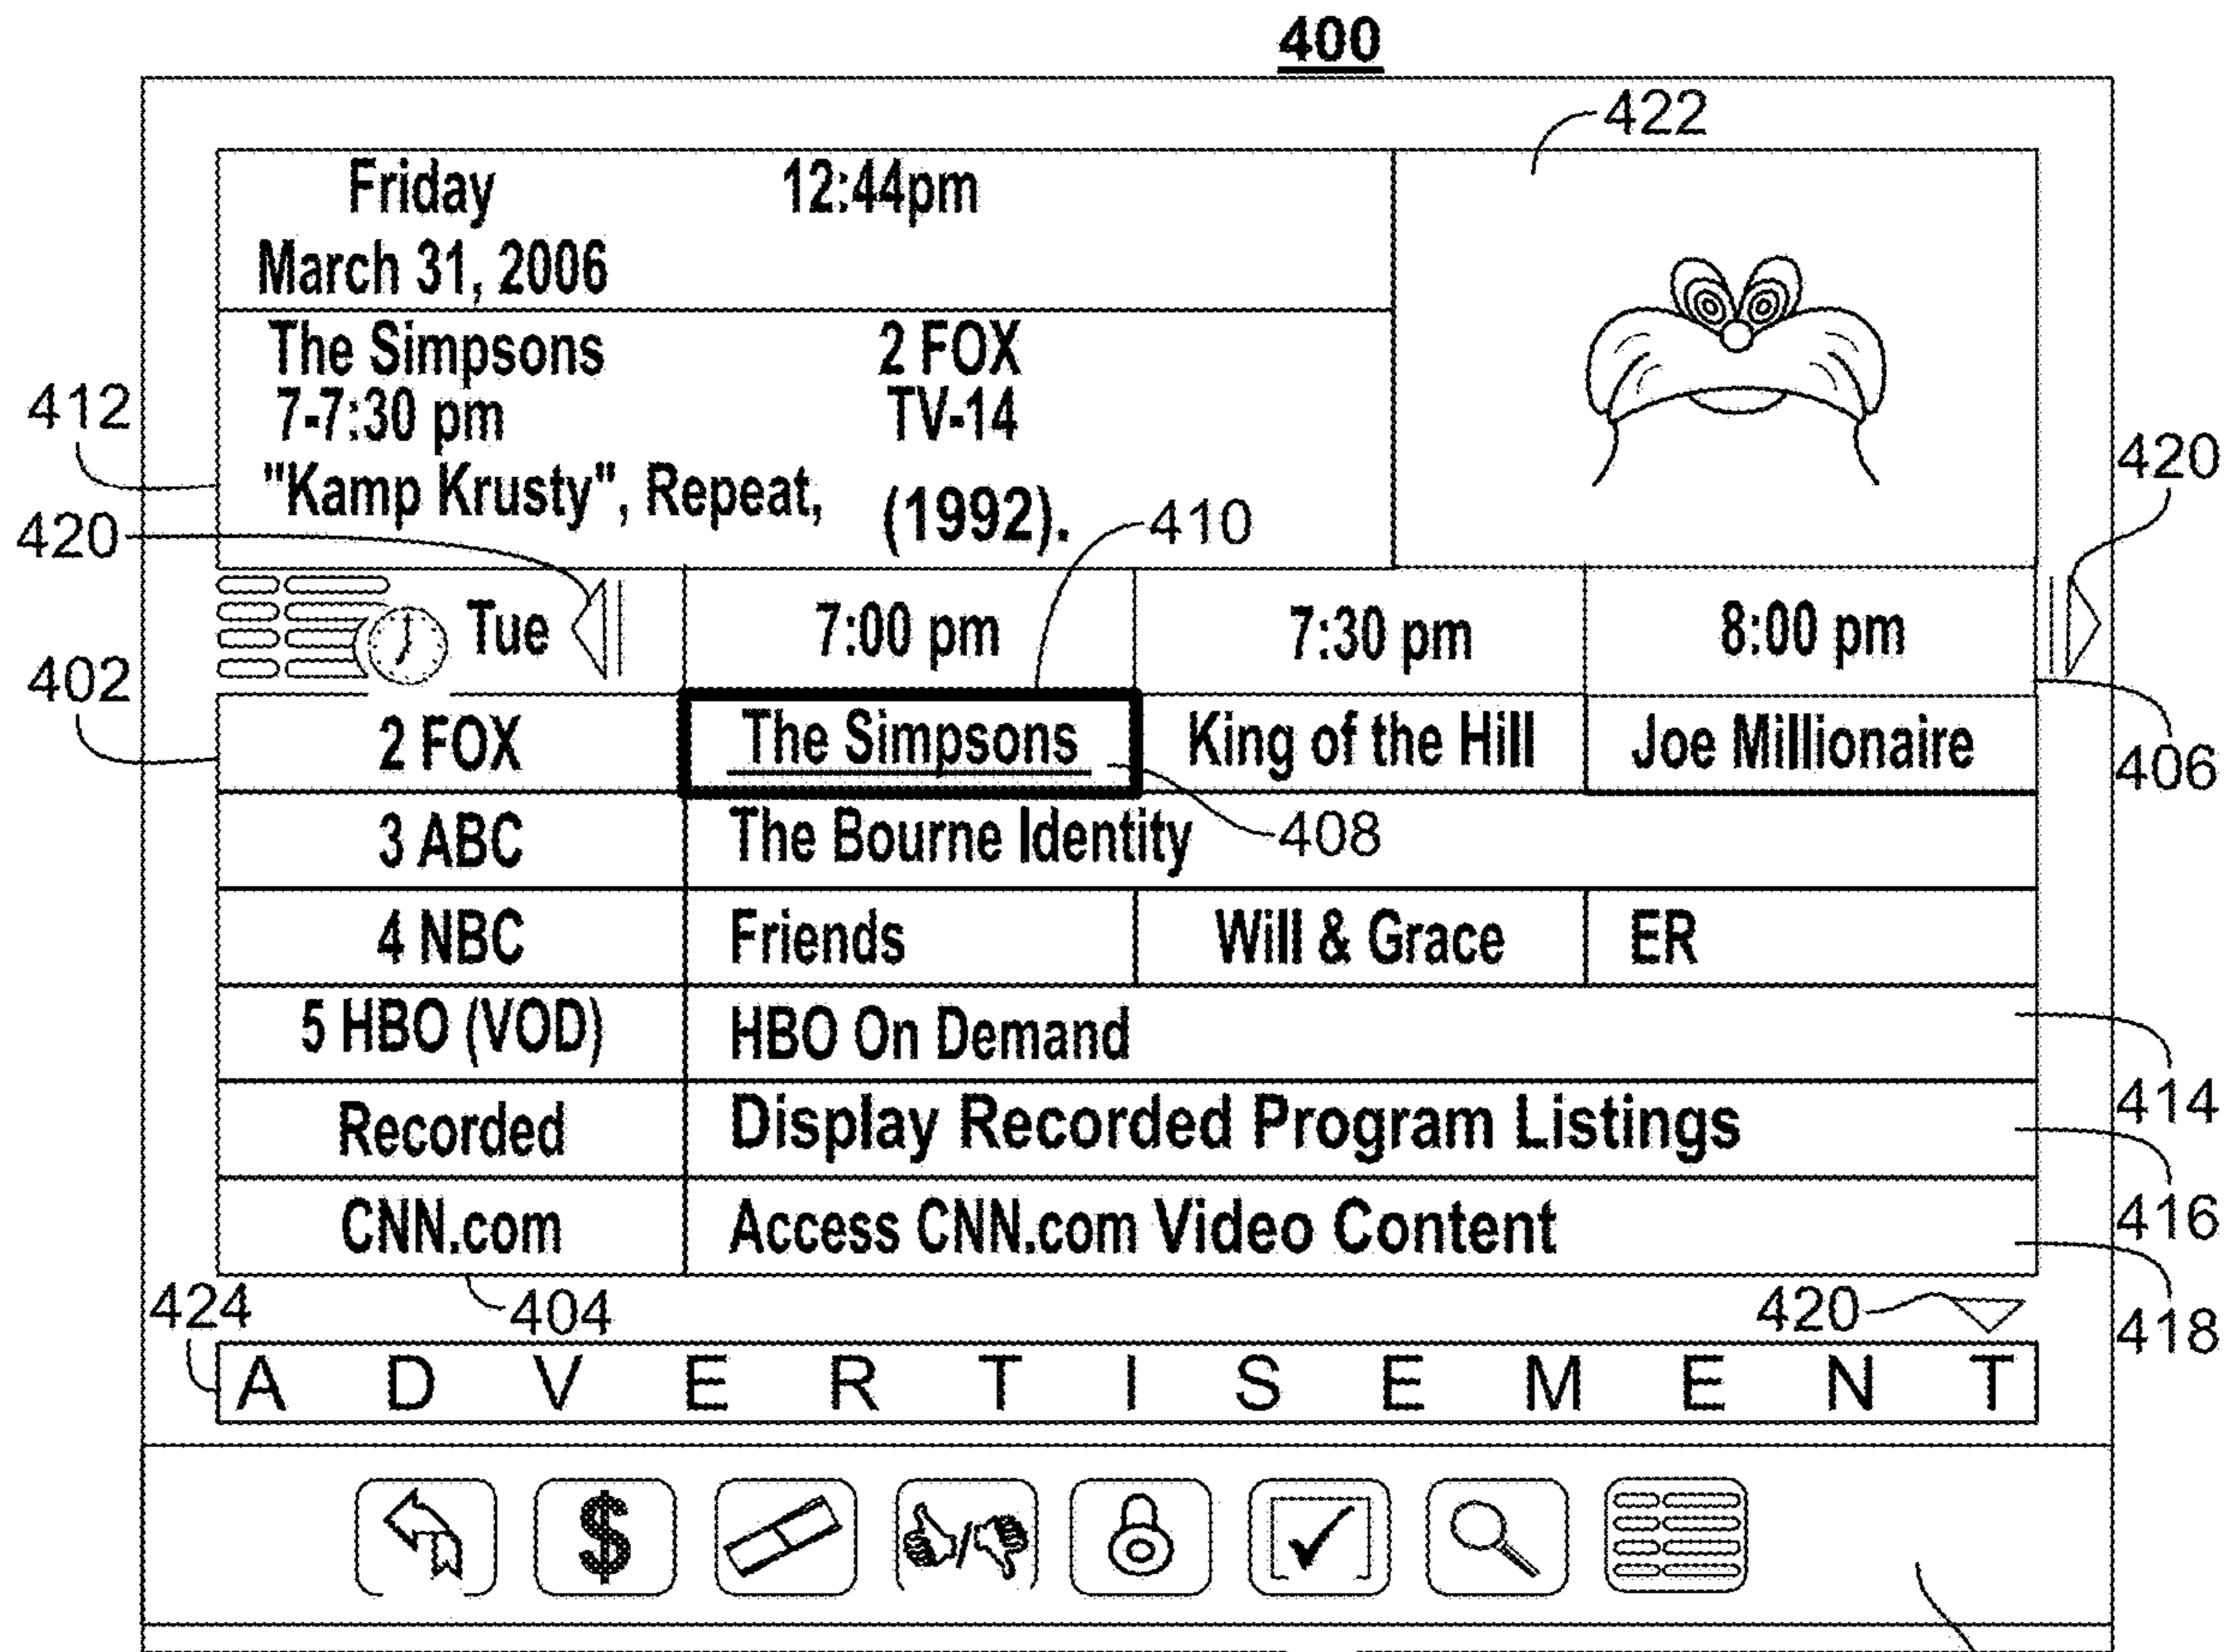 400
422
Friday 12:44pm
March 31, 2006
The Simpsons 2 FOX
412
7-7:30 pm TV-14
420
"Kamp Krusty", Repeat, (1992).
410
420
Tue 7:00 pm 7:30 pm 8:00 pm
402
2 FOX The Simpsons King of the Hill Joe Millionaire
406
3 ABC The Bourne Identity
408
4 NBC Friends Will & Grace ER
5 HBO (VOD) HBO On Demand
414
Recorded Display Recorded Program Listings
416
CNN.com Access CNN.com Video Content
424
404
420
418
A D V E R T I S E M E N T
$
/